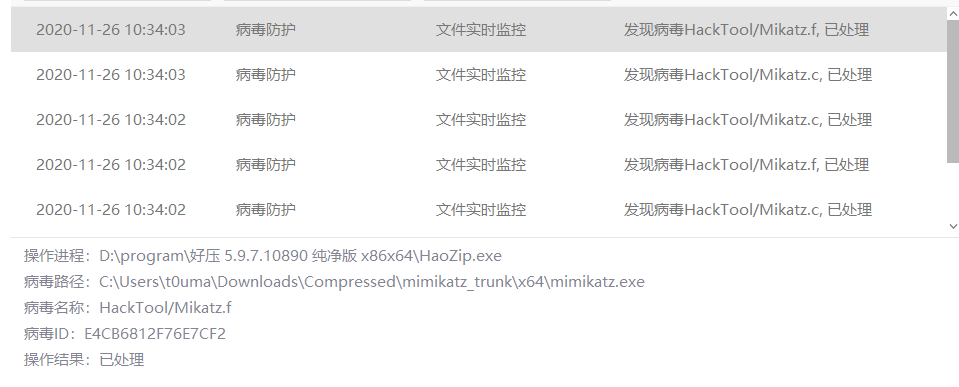 2020-11-26 10:34:03 病毒防护 文件实时监控 发现病毒HackTool/Mikatz.f, 已处理
2020-11-26 10:34:03 病毒防护 文件实时监控 发现病毒HackTool/Mikatz.c, 已处理
2020-11-26 10:34:02 病毒防护 文件实时监控 发现病毒HackTool/Mikatz.c, 已处理
2020-11-26 10:34:02 病毒防护 文件实时监控 发现病毒HackTool/Mikatz.f, 已处理
2020-11-26 10:34:02 病毒防护 文件实时监控 发现病毒HackTool/Mikatz.c, 已处理
操作进程：D:\program\好压 5.9.7.10890 纯净版 x86x64\HaoZip.exe
病毒路径：C:\Users\t0uma\Downloads\Compressed\mimikatz_trunk\x64\mimikatz.exe
病毒名称：HackTool/Mikatz.f
病毒ID：E4CB6812F76E7CF2
操作结果：已处理